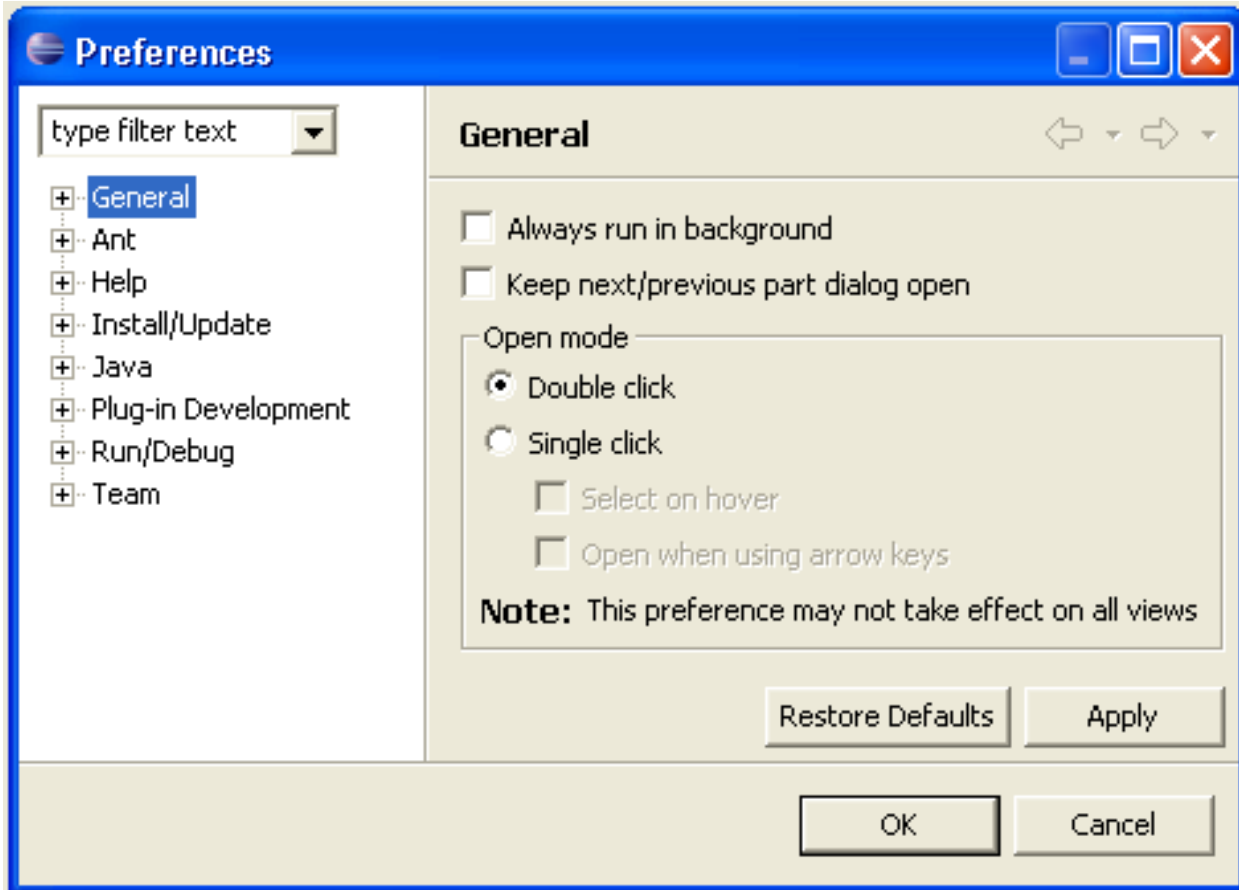 Preferences
type filter text
General
Ant
Help
Install/Update
Java
Plug-in Development
Run/Debug
Team
General
Always run in background
Keep next/previous part dialog open
Open mode
Double click
Single click
Select on hover
Open when using arrow keys
Note: This preference may not take effect on all views
Restore Defaults
Apply
OK
Cancel